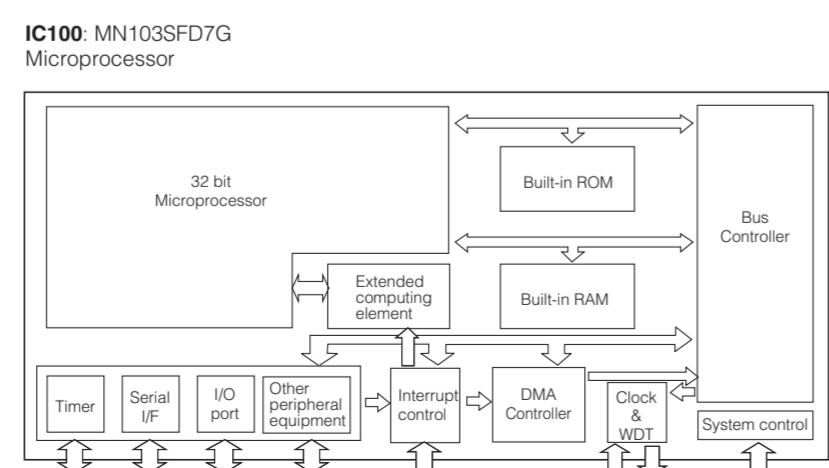 IC100: MN103SFD7G
Microprocessor
32 bit
Microprocessor
Built-in ROM
Bus
Controller
Extended
computing
element
Built-in RAM
Timer
Serial
I/F
I/O
port
Other
peripheral
equipment
Interrupt
control
DMA
Controller
Clock
&
WDT
System control